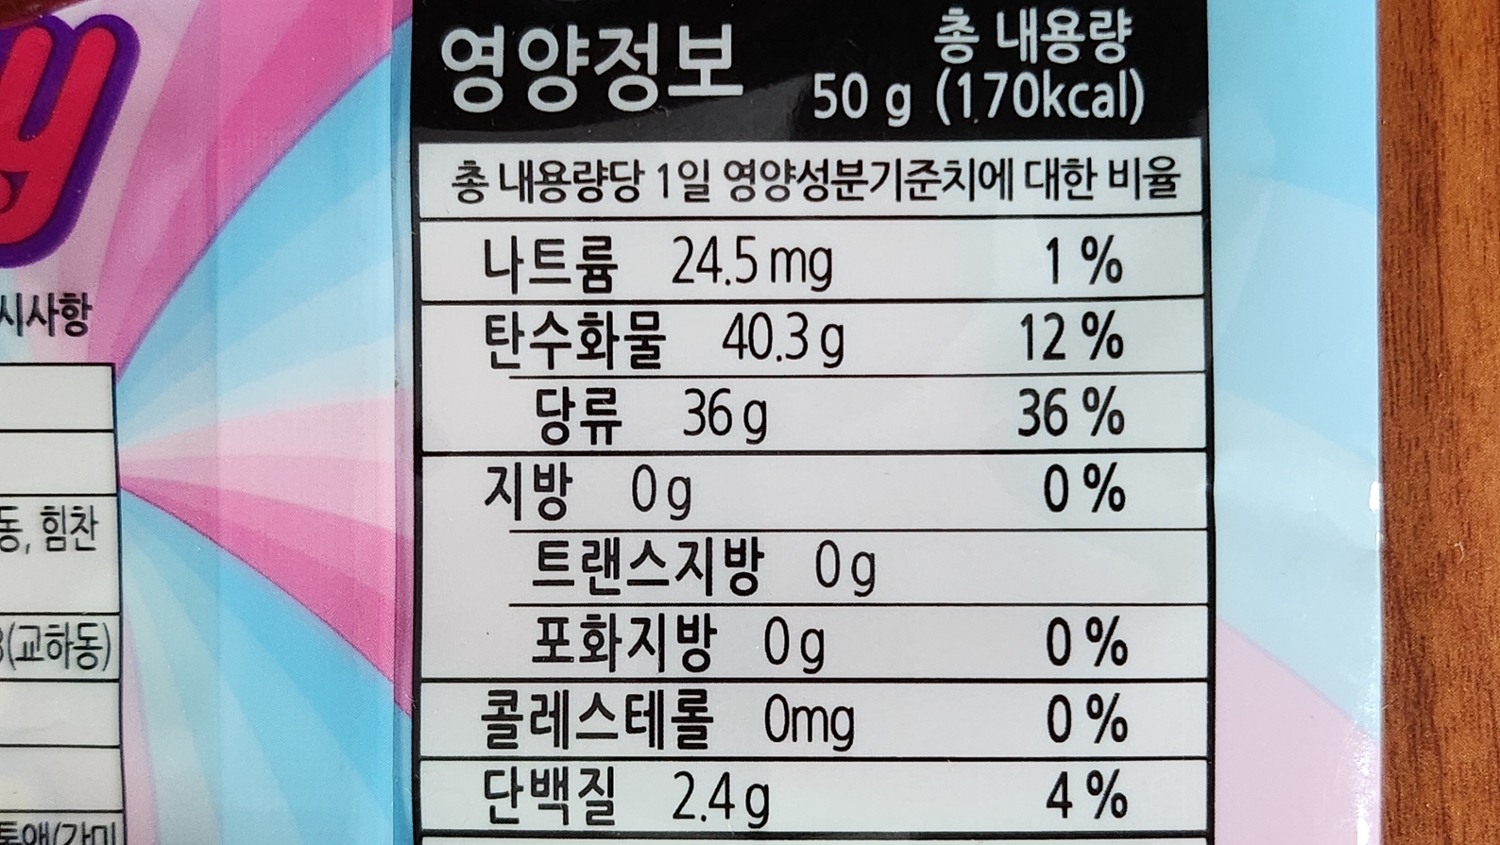 y
시사항
동, 힘찬
(교하동)
영양정보
총 내용량
50 g (170kcal)
총 내용량당 1일 영양성분기준치에 대한 비율
나트륨 24.5 mg 1 %
탄수화물 40.3 g 12 %
당류 36 g 36 %
지방 0 g 0 %
트랜스지방 0 g
포화지방 0 g 0 %
콜레스테롤 0mg 0 %
단백질 2.4 g 4 %